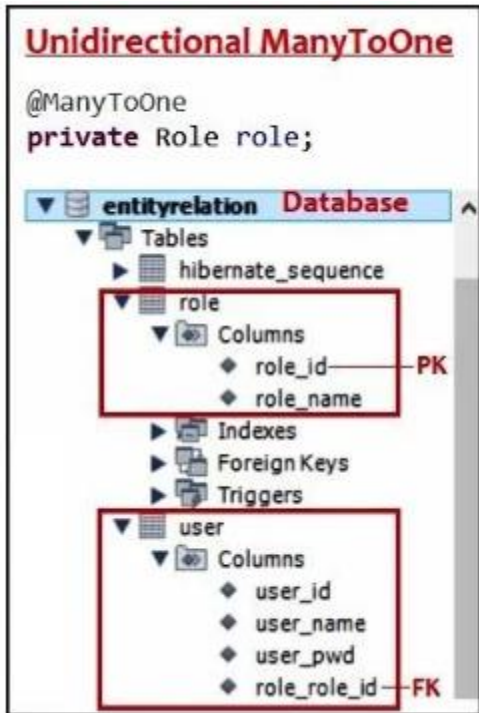 Unidirectional ManyToOne
@ManyToOne
private Role role;
entityrelation Database
Tables
hibernate_sequence
role
Columns
role_id PK
role_name
Indexes
Foreign Keys
Triggers
user
Columns
user_id
user_name
user_pwd
role_role_id FK